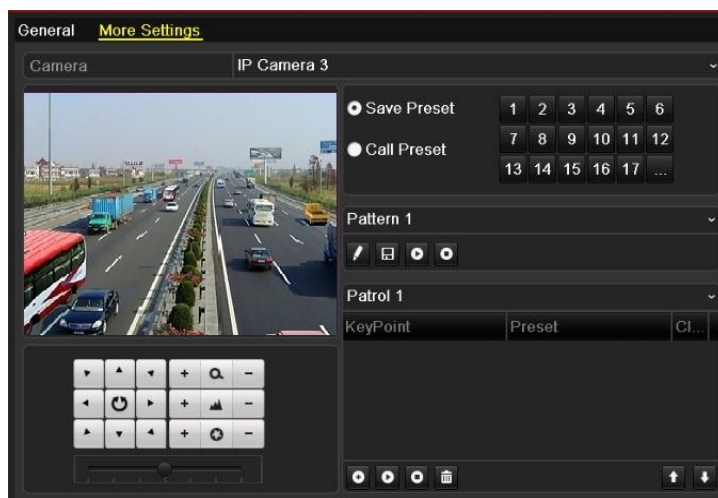 General More Settings
Camera IP Camera 3
Save Preset 1 2 3 4 5 6
Call Preset 7 8 9 10 11 12
13 14 15 16 17 ...
Pattern 1
Patrol 1
KeyPoint Preset Cl...